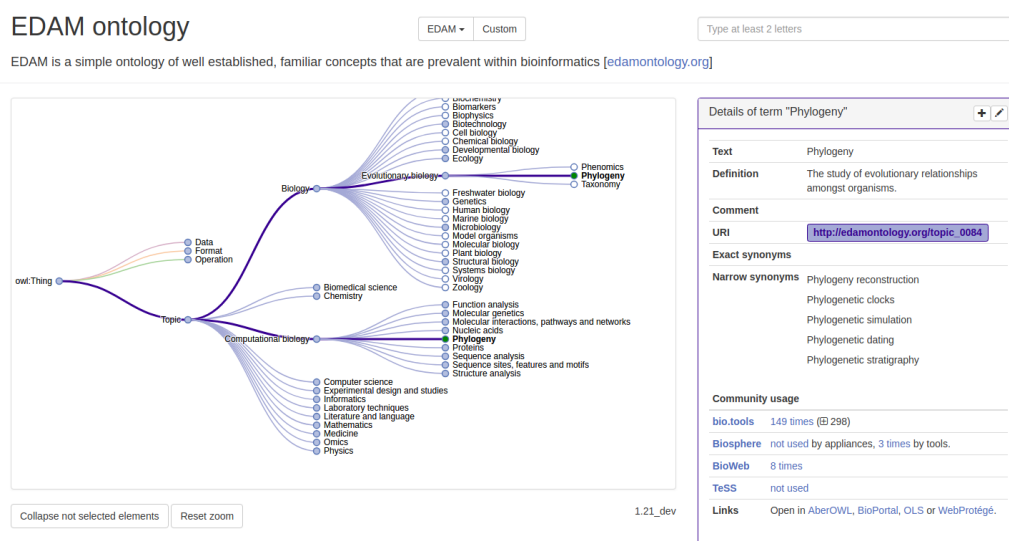 EDAM ontology
EDAM
Custom
Type at least 2 letters
EDAM is a simple ontology of well established, familiar concepts that are prevalent within bioinformatics [edamontology.org]
Biochemistry
Biomarkers
Biophysics
Biotechnology
Cell biology
Chemical biology
Developmental biology
Ecology
Evolutionary biology
Phenomics
Phylogeny
Taxonomy
Biology
Freshwater biology
Genetics
Human biology
Marine biology
Microbiology
Model organisms
Molecular biology
Plant biology
Structural biology
Systems biology
Virology
Zoology
Data
Format
Operation
owl:Thing
Biomedical science
Chemistry
Topic
Function analysis
Molecular genetics
Molecular interactions, pathways and networks
Nucleic acids
Computational biology
Phylogeny
Proteins
Sequence analysis
Sequence sites, features and motifs
Structure analysis
Computer science
Experimental design and studies
Informatics
Laboratory techniques
Literature and language
Mathematics
Medicine
Omics
Physics
Collapse not selected elements
Reset zoom
1.21_dev
Details of term "Phylogeny"
Text Phylogeny
Definition The study of evolutionary relationships
amongst organisms.
Comment
URI http://edamontology.org/topic_0084
Exact synonyms
Narrow synonyms Phylogeny reconstruction
Phylogenetic clocks
Phylogenetic simulation
Phylogenetic dating
Phylogenetic stratigraphy
Community usage
bio.tools 149 times (298)
Biosphere not used by appliances, 3 times by tools.
BioWeb 8 times
TeSS not used
Links Open in AberOWL, BioPortal, OLS or WebProtégé.